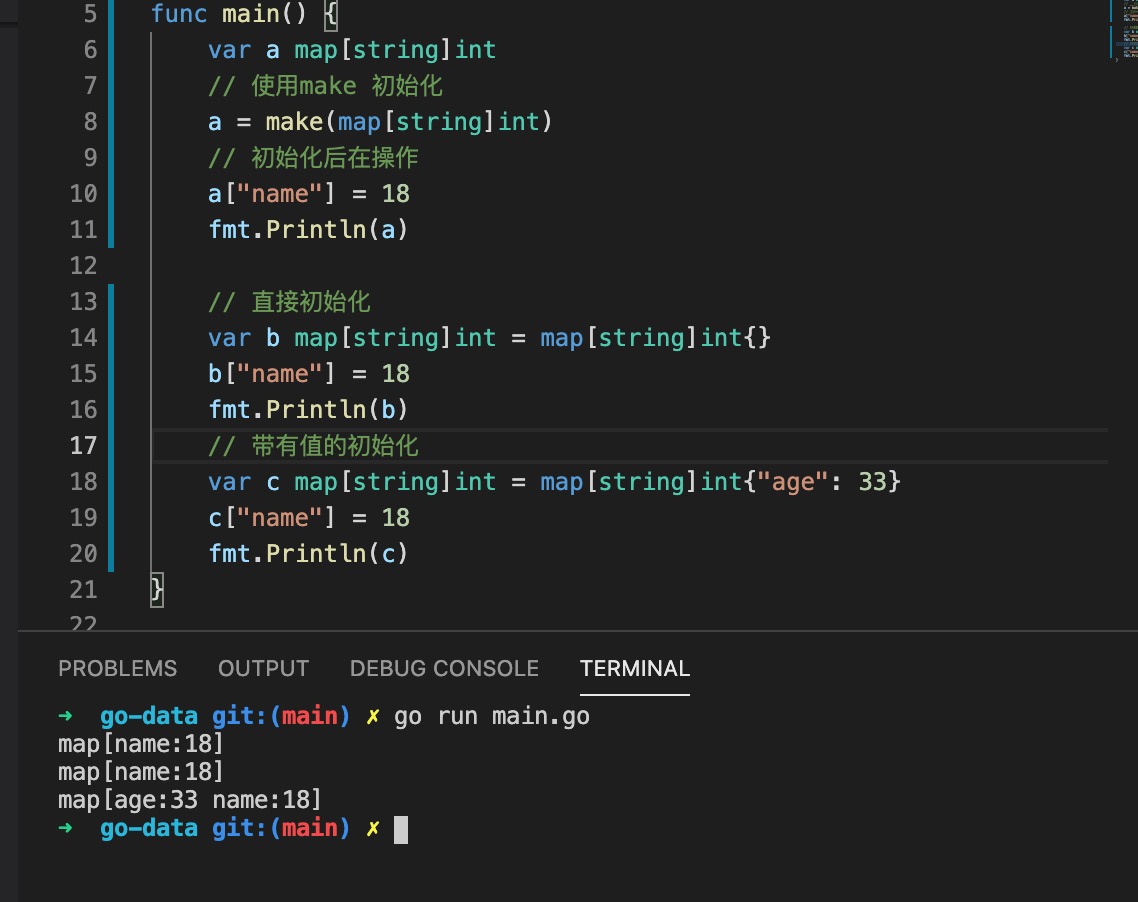 5 func main() {
6 var a map[string]int
7 // 使用make 初始化
8 a = make(map[string]int)
9 // 初始化后在操作
10 a["name"] = 18
11 fmt.Println(a)
12
13 // 直接初始化
14 var b map[string]int = map[string]int{}
15 b["name"] = 18
16 fmt.Println(b)
17 // 带有值的初始化
18 var c map[string]int = map[string]int{"age": 33}
19 c["name"] = 18
20 fmt.Println(c)
21 }
22
PROBLEMS OUTPUT DEBUG CONSOLE TERMINAL
➜ go-data git:(main) ✗ go run main.go
map[name:18]
map[name:18]
map[age:33 name:18]
➜ go-data git:(main) ✗